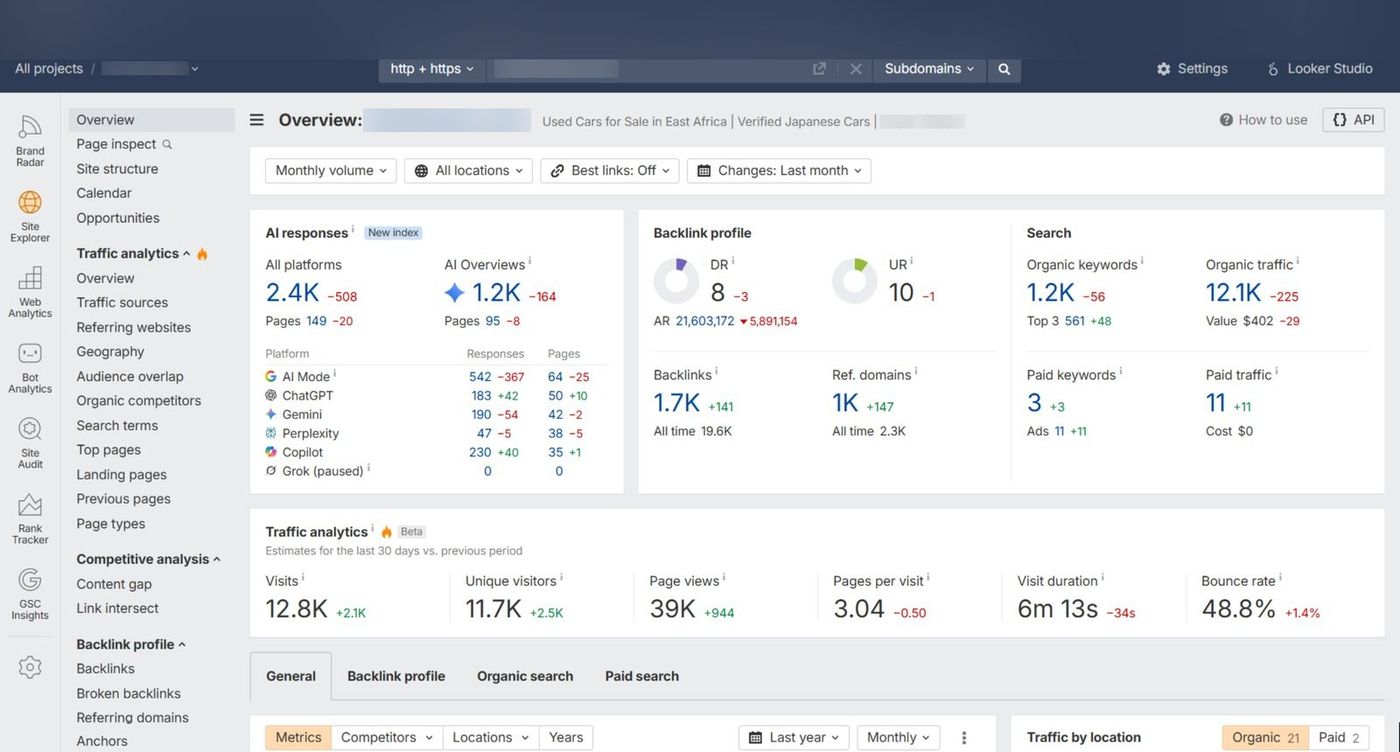 All projects /
http + https
Subdomains
Settings
Looker Studio
Brand Radar
Site Explorer
Web Analytics
Bot Analytics
Site Audit
Rank Tracker
GSC Insights
Overview
Page inspect
Site structure
Calendar
Opportunities
Traffic analytics
Overview
Traffic sources
Referring websites
Geography
Audience overlap
Organic competitors
Search terms
Top pages
Landing pages
Previous pages
Page types
Competitive analysis
Content gap
Link intersect
Backlink profile
Backlinks
Broken backlinks
Referring domains
Anchors
Overview:
Used Cars for Sale in East Africa | Verified Japanese Cars |
How to use
{} API
Monthly volume
All locations
Best links: Off
Changes: Last month
AI responses i New index
All platforms
2.4K −508
Pages 149 −20
AI Overviews i
1.2K −164
Pages 95 −8
Platform Responses Pages
AI Mode i 542 −367 64 −25
ChatGPT 183 +42 50 +10
Gemini 190 −54 42 −2
Perplexity 47 −5 38 −5
Copilot 230 +40 35 +1
Grok (paused) i 0 0
Backlink profile
DR i
8 −3
AR 21,603,172 ▾5,891,154
UR i
10 −1
Backlinks i
1.7K +141
All time 19.6K
Ref. domains i
1K +147
All time 2.3K
Search
Organic keywords i
1.2K −56
Top 3 561 +48
Organic traffic i
12.1K −225
Value $402 −29
Paid keywords i
3 +3
Ads 11 +11
Paid traffic i
11 +11
Cost $0
Traffic analytics i Beta
Estimates for the last 30 days vs. previous period
Visits i
12.8K +2.1K
Unique visitors i
11.7K +2.5K
Page views i
39K +944
Pages per visit i
3.04 −0.50
Visit duration i
6m 13s −34s
Bounce rate i
48.8% +1.4%
General
Backlink profile
Organic search
Paid search
Metrics
Competitors
Locations
Years
Last year
Monthly
Traffic by location
Organic 21
Paid 2